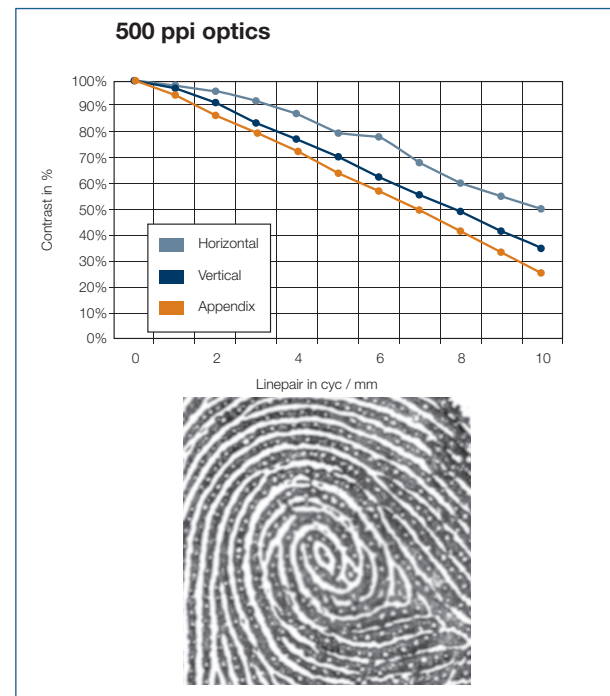 500 ppi optics
100%
90%
80%
70%
60%
50%
40%
30%
20%
10%
0%
Contrast in %
Horizontal
Vertical
Appendix
0 2 4 6 8 10
Linepair in cyc / mm